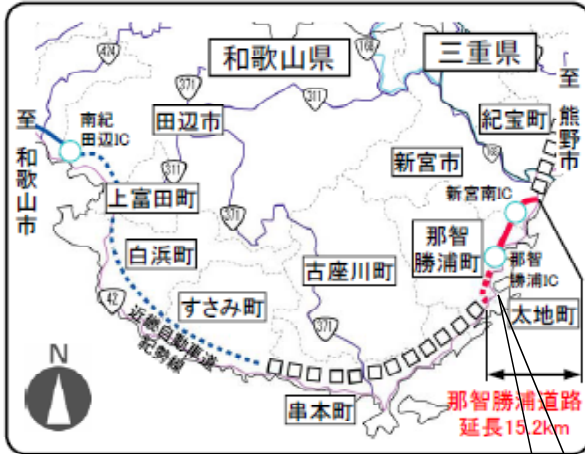 和歌山県
三重県
424
371
168
311
至
和歌山市
南紀
田辺IC
田辺市
至
熊野市
紀宝町
新宮市
168
311
上富田町
新宮南IC
371
白浜町
那智
勝浦町
那智
勝浦IC
古座川町
42
すさみ町
太地町
近畿自動車道
紀勢線
371
N
串本町
那智勝浦道路
延長15.2km